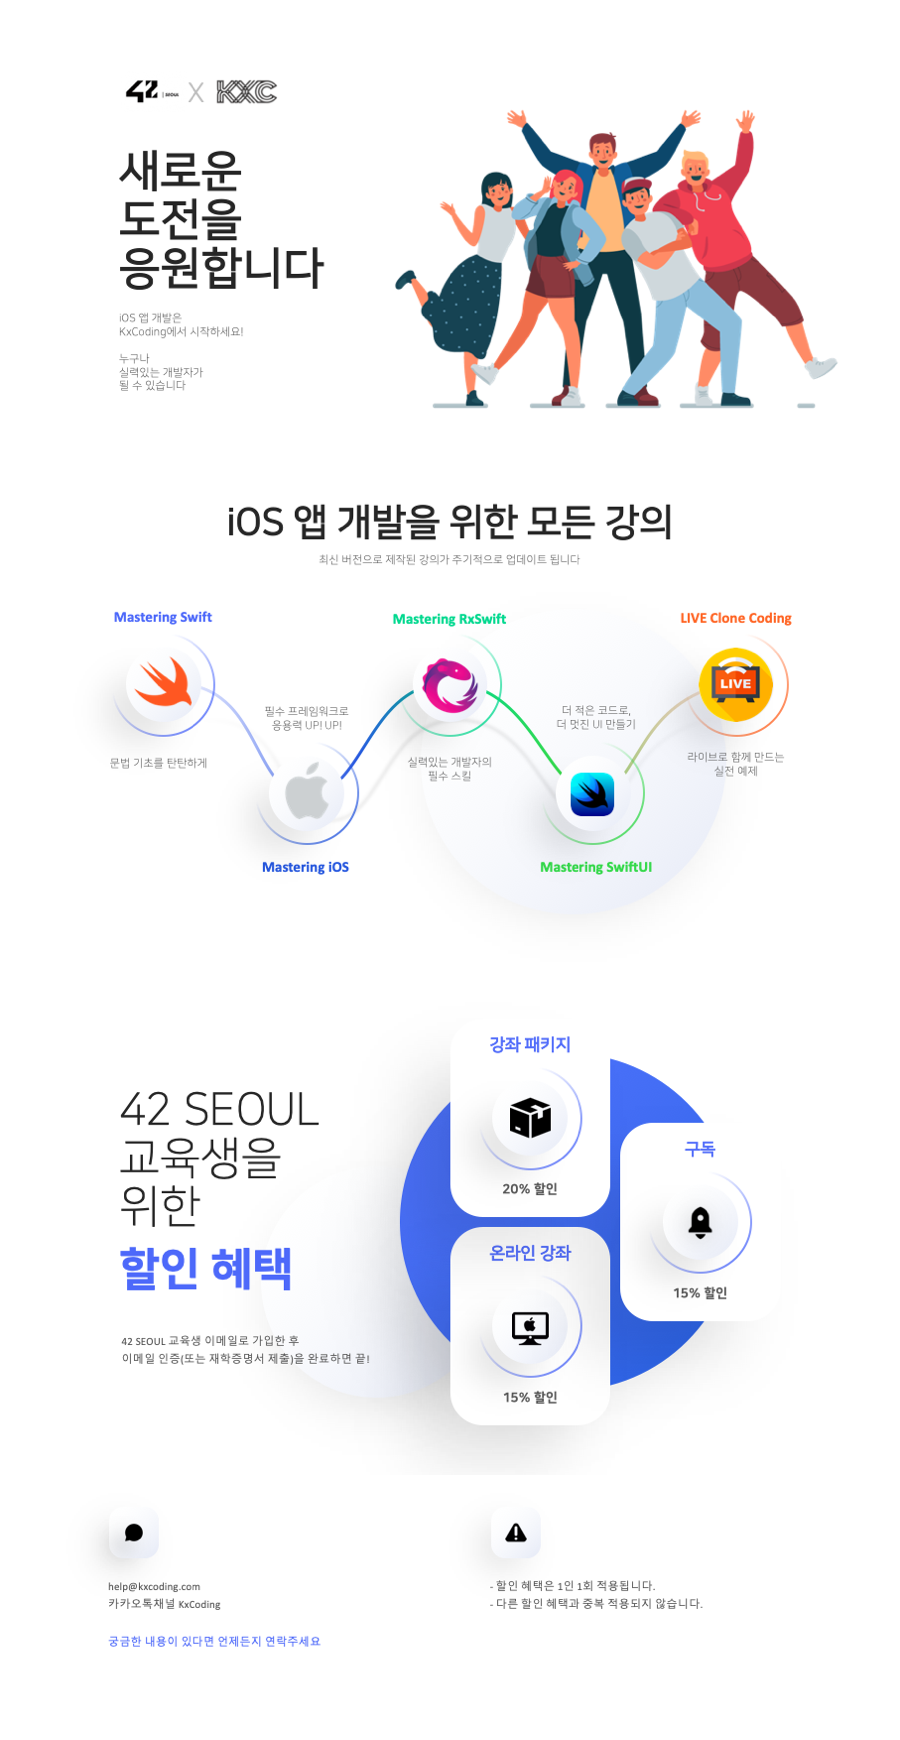 42 | SEOUL X KXC
새로운
도전을
응원합니다
iOS 앱 개발은
KxCoding에서 시작하세요!
누구나
실력있는 개발자가
될 수 있습니다
iOS 앱 개발을 위한 모든 강의
최신 버전으로 제작된 강의가 주기적으로 업데이트 됩니다
Mastering Swift
문법 기초를 탄탄하게
필수 프레임워크로
응용력 UP! UP!
Mastering iOS
Mastering RxSwift
실력있는 개발자의
필수 스킬
더 적은 코드로,
더 멋진 UI 만들기
Mastering SwiftUI
LIVE Clone Coding
LIVE
라이브로 함께 만드는
실전 예제
42 SEOUL
교육생을
위한
할인 혜택
42 SEOUL 교육생 이메일로 가입한 후
이메일 인증(또는 재학증명서 제출)을 완료하면 끝!
강좌 패키지
20% 할인
구독
15% 할인
온라인 강좌
15% 할인
help@kxcoding.com
카카오톡채널 KxCoding
궁금한 내용이 있다면 언제든지 연락주세요
- 할인 혜택은 1인 1회 적용됩니다.
- 다른 할인 혜택과 중복 적용되지 않습니다.